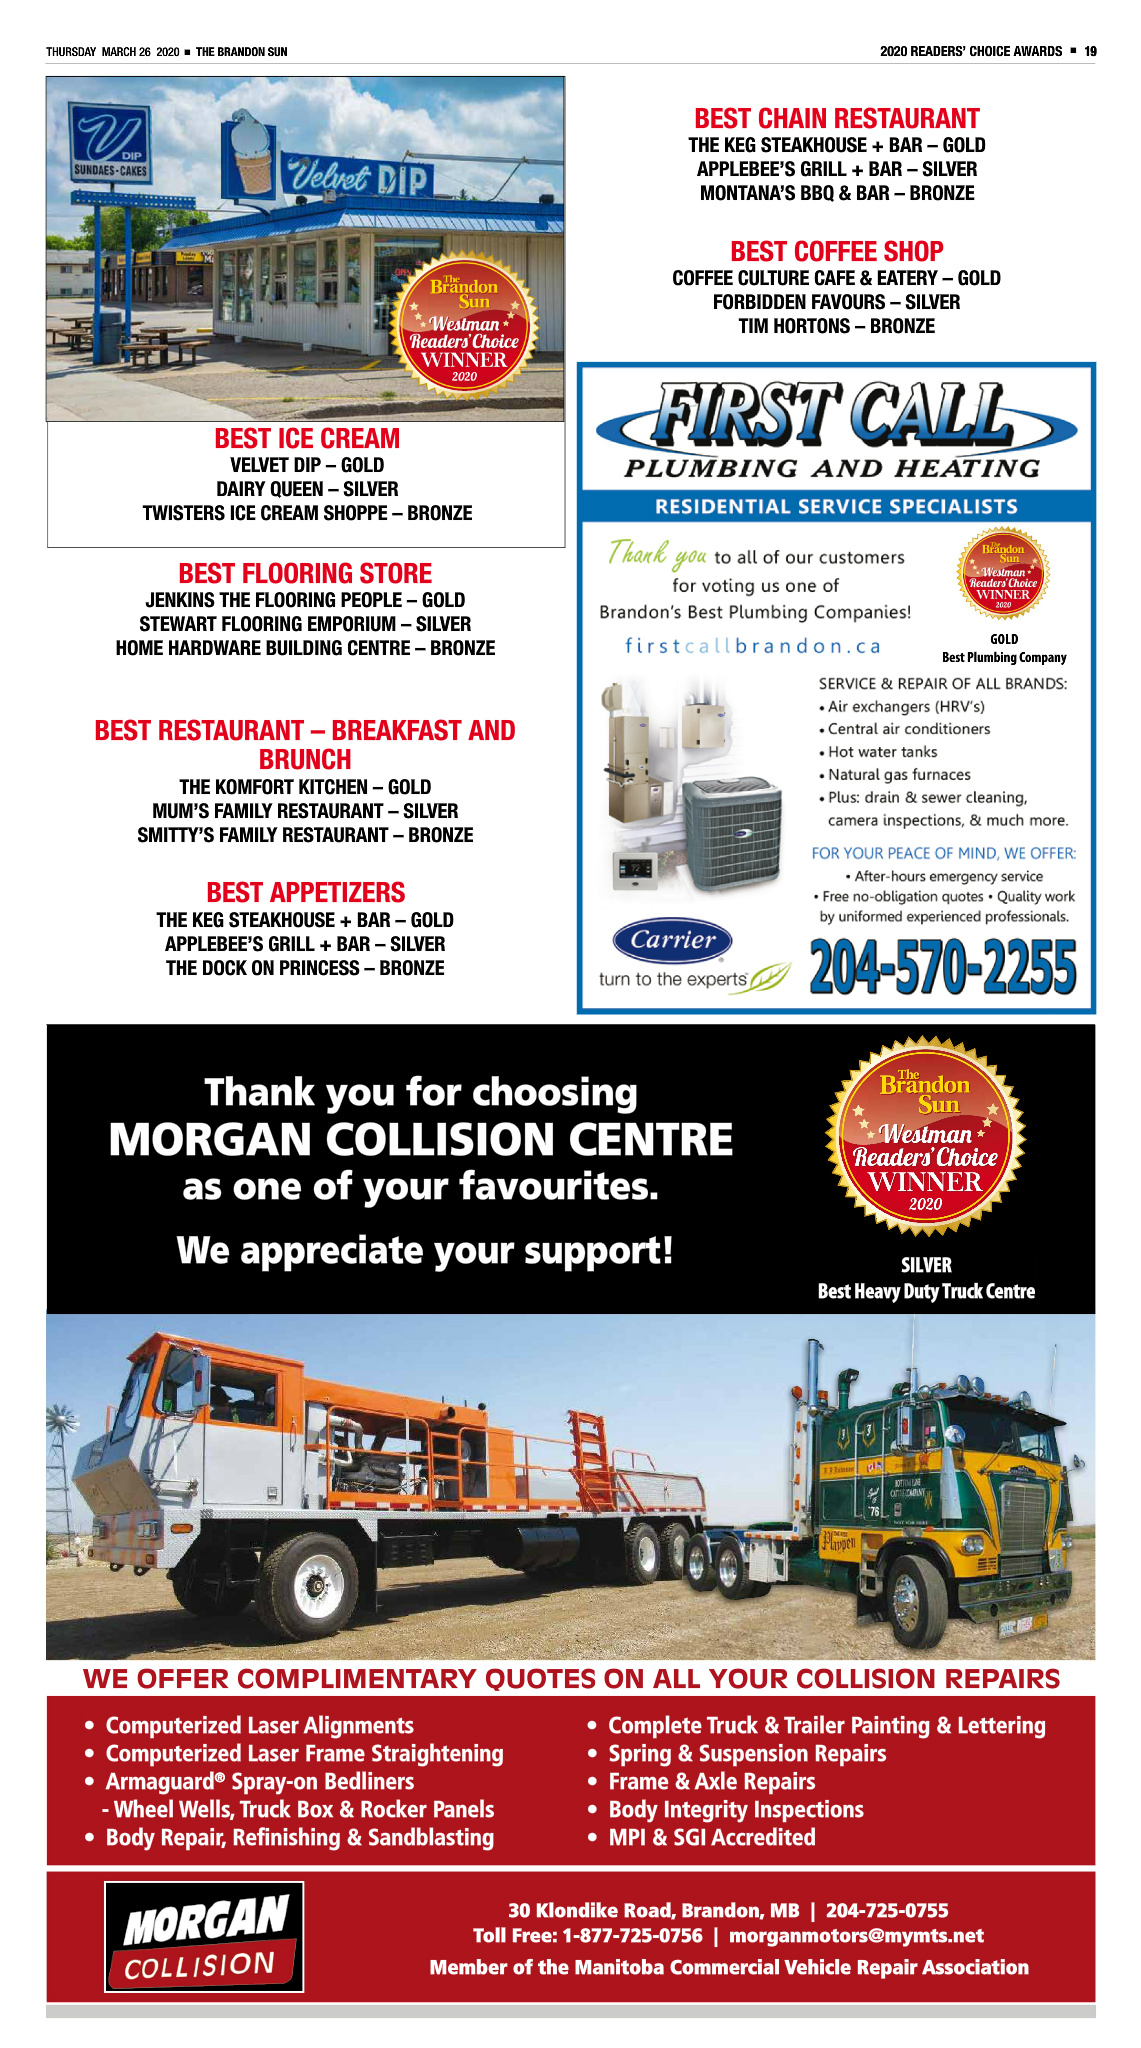 THURSDAY MARCH 26 2020 ■ THE BRANDON SUN
2020 READERS' CHOICE AWARDS ■ 19
V
DIP
SUNDAES-CAKES
Velvet DIP
OPEN
The
Brandon
Sun
Westman
Readers' Choice
WINNER
2020
BEST ICE CREAM
VELVET DIP – GOLD
DAIRY QUEEN – SILVER
TWISTERS ICE CREAM SHOPPE – BRONZE
BEST FLOORING STORE
JENKINS THE FLOORING PEOPLE – GOLD
STEWART FLOORING EMPORIUM – SILVER
HOME HARDWARE BUILDING CENTRE – BRONZE
BEST RESTAURANT – BREAKFAST AND
BRUNCH
THE KOMFORT KITCHEN – GOLD
MUM'S FAMILY RESTAURANT – SILVER
SMITTY'S FAMILY RESTAURANT – BRONZE
BEST APPETIZERS
THE KEG STEAKHOUSE + BAR – GOLD
APPLEBEE'S GRILL + BAR – SILVER
THE DOCK ON PRINCESS – BRONZE
BEST CHAIN RESTAURANT
THE KEG STEAKHOUSE + BAR – GOLD
APPLEBEE'S GRILL + BAR – SILVER
MONTANA'S BBQ & BAR – BRONZE
BEST COFFEE SHOP
COFFEE CULTURE CAFE & EATERY – GOLD
FORBIDDEN FAVOURS – SILVER
TIM HORTONS – BRONZE
FIRST CALL
PLUMBING AND HEATING
RESIDENTIAL SERVICE SPECIALISTS
Thank you to all of our customers
for voting us one of
Brandon's Best Plumbing Companies!
firstcallbrandon.ca
The
Brandon
Sun
Westman
Readers' Choice
WINNER
2020
GOLD
Best Plumbing Company
SERVICE & REPAIR OF ALL BRANDS:
• Air exchangers (HRV's)
• Central air conditioners
• Hot water tanks
• Natural gas furnaces
• Plus: drain & sewer cleaning,
camera inspections, & much more.
FOR YOUR PEACE OF MIND, WE OFFER:
• After-hours emergency service
• Free no-obligation quotes • Quality work
by uniformed experienced professionals.
Carrier
turn to the experts
204-570-2255
Thank you for choosing
MORGAN COLLISION CENTRE
as one of your favourites.
We appreciate your support!
The
Brandon
Sun
Westman
Readers' Choice
WINNER
2020
SILVER
Best Heavy Duty Truck Centre
BOTTOM LINE
CATTLE COMPANY
Spirit
OF
'76
Playpen
WE OFFER COMPLIMENTARY QUOTES ON ALL YOUR COLLISION REPAIRS
• Computerized Laser Alignments
• Computerized Laser Frame Straightening
• Armaguard® Spray-on Bedliners
- Wheel Wells, Truck Box & Rocker Panels
• Body Repair, Refinishing & Sandblasting
• Complete Truck & Trailer Painting & Lettering
• Spring & Suspension Repairs
• Frame & Axle Repairs
• Body Integrity Inspections
• MPI & SGI Accredited
MORGAN
COLLISION
30 Klondike Road, Brandon, MB | 204-725-0755
Toll Free: 1-877-725-0756 | morganmotors@mymts.net
Member of the Manitoba Commercial Vehicle Repair Association